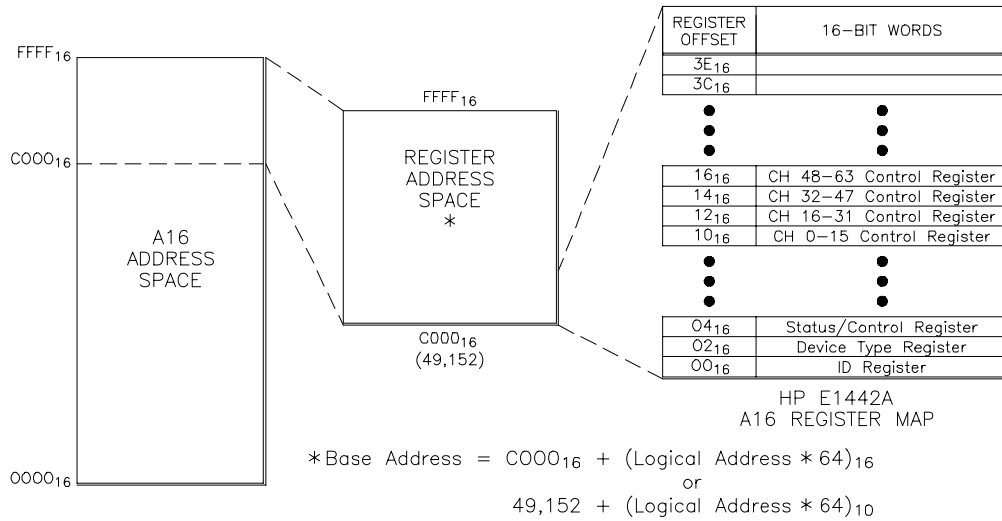 FFFF16
C00016
A16
ADDRESS
SPACE
000016
FFFF16
REGISTER
ADDRESS
SPACE
*
C00016
(49,152)
REGISTER
OFFSET
16-BIT WORDS
3E16
3C16
1616 CH 48-63 Control Register
1416 CH 32-47 Control Register
1216 CH 16-31 Control Register
1016 CH 0-15 Control Register
0416 Status/Control Register
0216 Device Type Register
0016 ID Register
HP E1442A
A16 REGISTER MAP
*Base Address = C00016 + (Logical Address * 64)16
or
49,152 + (Logical Address * 64)10